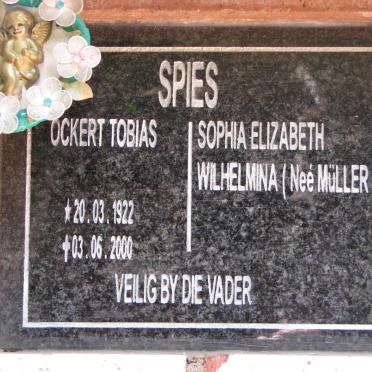 SPIES
OCKERT TOBIAS
★ 20 . 03 . 1922
✝ 03 . 06 . 2000
SOPHIA ELIZABETH
WILHELMINA ( Neé MüLLER
VEILIG BY DIE VADER